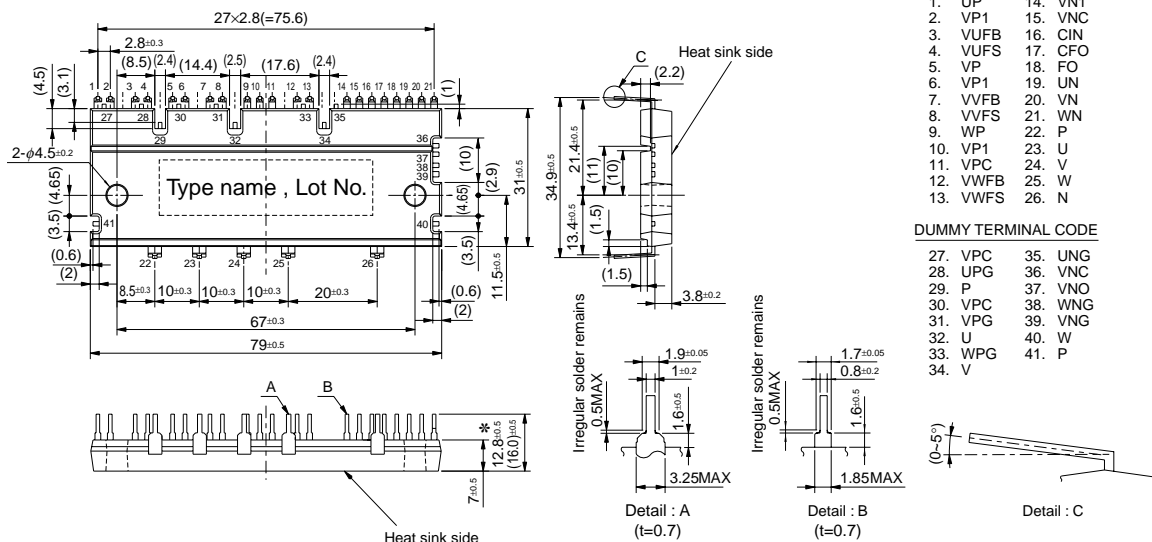 27×2.8(=75.6)
2.8±0.3
(8.5)
(2.4)
(14.4)
(2.5)
(17.6)
(2.4)
(4.5)
(3.1)
(1)
1 2 3 4 5 6 7 8 9 10 11 12 13 14 15 16 17 18 19 20 21
27 28 30 31 33 35
29 32 34
36
37
38
39
2-φ4.5±0.2
Type name , Lot No.
(4.65)
(3.5)
(10)
(2.9)
(4.65)
(3.5)
31±0.5
11.5±0.5
41
40
(0.6)
(2)
22 23 24 25 26
8.5±0.3
10±0.3
10±0.3
10±0.3
20±0.3
(0.6)
(2)
67±0.3
79±0.5
C
Heat sink side
(2.2)
34.9±0.5
21.4±0.5
(11)
(10)
13.4±0.5
(1.5)
(1.5)
3.8±0.2
1. UP 14. VN1
2. VP1 15. VNC
3. VUFB 16. CIN
4. VUFS 17. CFO
5. VP 18. FO
6. VP1 19. UN
7. VVFB 20. VN
8. VVFS 21. WN
9. WP 22. P
10. VP1 23. U
11. VPC 24. V
12. VWFB 25. W
13. VWFS 26. N
DUMMY TERMINAL CODE
27. VPC 35. UNG
28. UPG 36. VNC
29. P 37. VNO
30. VPC 38. WNG
31. VPG 39. VNG
32. U 40. W
33. WPG 41. P
34. V
A
B
*
12.8±0.5
(16.0)±0.5
7±0.5
Heat sink side
Irregular solder remains
0.5MAX
1.9±0.05
1±0.2
1.6±0.5
3.25MAX
Detail : A
(t=0.7)
Irregular solder remains
0.5MAX
1.7±0.05
0.8±0.2
1.6±0.5
1.85MAX
Detail : B
(t=0.7)
(0~5°)
Detail : C